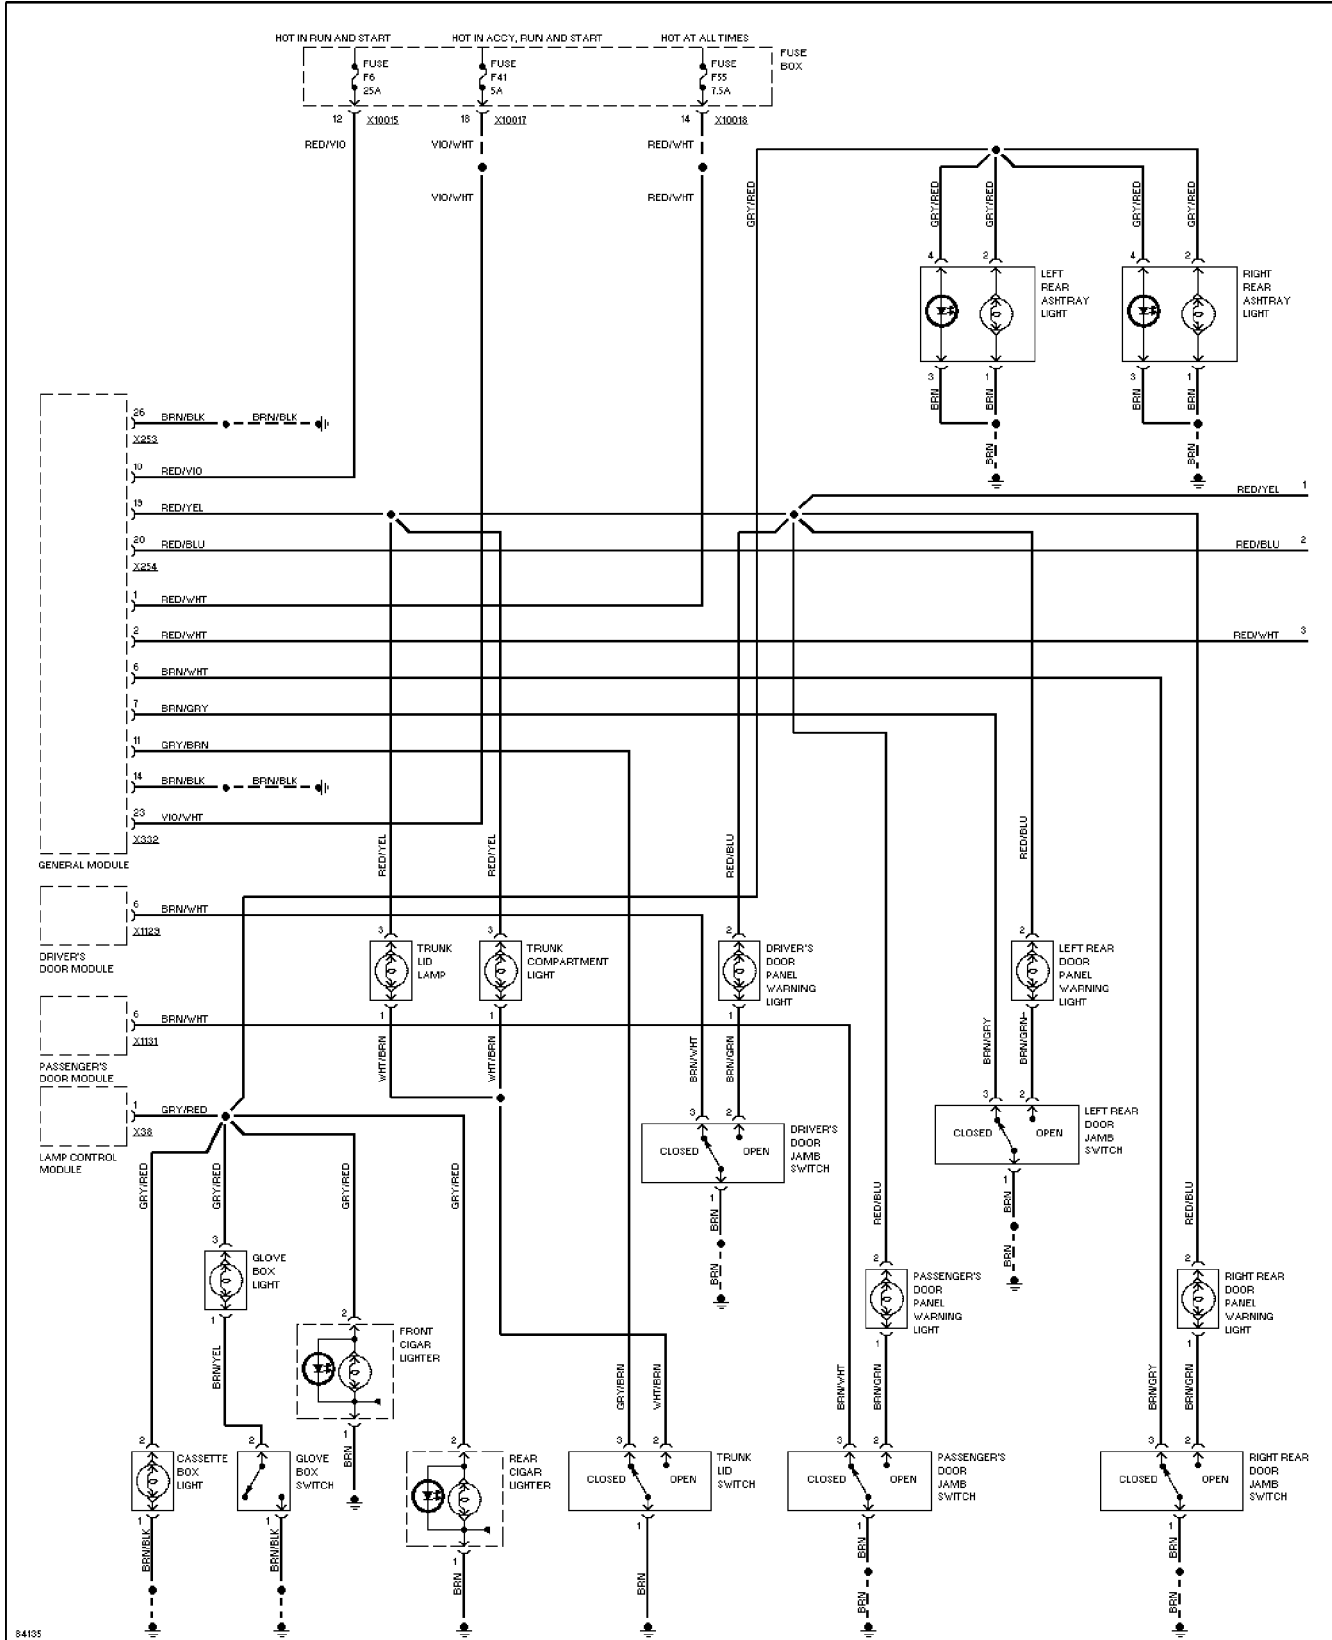 HOT IN RUN AND START
HOT IN ACCY, RUN AND START
HOT AT ALL TIMES
FUSE
F6
25A
FUSE
F41
5A
FUSE
F55
7.5A
FUSE
BOX
12
X10015
18
X10017
14
X10018
RED/VIO
VIO/WHT
RED/WHT
VIO/WHT
RED/WHT
GRY/RED
GRY/RED
GRY/RED
GRY/RED
GRY/RED
4
2
4
2
LEFT
REAR
ASHTRAY
LIGHT
RIGHT
REAR
ASHTRAY
LIGHT
3
1
3
1
BRN
BRN
BRN
BRN
BRN
BRN
26
BRN/BLK
BRN/BLK
X253
10
RED/VIO
19
RED/YEL
RED/YEL
1
20
RED/BLU
RED/BLU
2
X254
1
RED/WHT
2
RED/WHT
RED/WHT
3
6
BRN/WHT
7
BRN/GRY
11
GRY/BRN
14
BRN/BLK
BRN/BLK
23
VIO/WHT
X332
GENERAL MODULE
RED/YEL
RED/YEL
RED/BLU
RED/BLU
6
BRN/WHT
X1129
DRIVER'S
DOOR MODULE
3
TRUNK
LID
LAMP
1
3
TRUNK
COMPARTMENT
LIGHT
1
2
DRIVER'S
DOOR
PANEL
WARNING
LIGHT
1
2
LEFT REAR
DOOR
PANEL
WARNING
LIGHT
1
6
BRN/WHT
X1131
PASSENGER'S
DOOR MODULE
WHT/BRN
WHT/BRN
BRN/WHT
BRN/GRN
BRN/GRY
BRN/GRN
1
GRY/RED
X38
LAMP CONTROL
MODULE
3
2
CLOSED
OPEN
DRIVER'S
DOOR
JAMB
SWITCH
1
BRN
BRN
3
2
CLOSED
OPEN
LEFT REAR
DOOR
JAMB
SWITCH
1
BRN
BRN
GRY/RED
GRY/RED
GRY/RED
GRY/RED
RED/BLU
RED/BLU
3
GLOVE
BOX
LIGHT
1
BRN/YEL
2
FRONT
CIGAR
LIGHTER
1
BRN
2
PASSENGER'S
DOOR
PANEL
WARNING
LIGHT
1
2
RIGHT REAR
DOOR
PANEL
WARNING
LIGHT
1
GRY/BRN
WHT/BRN
BRN/WHT
BRN/GRN
BRN/GRY
BRN/GRN
2
CASSETTE
BOX
LIGHT
1
BRN/BLK
2
GLOVE
BOX
SWITCH
1
BRN/BLK
2
REAR
CIGAR
LIGHTER
1
BRN
3
2
CLOSED
OPEN
TRUNK
LID
SWITCH
1
BRN
3
2
CLOSED
OPEN
PASSENGER'S
DOOR
JAMB
SWITCH
1
BRN
BRN
3
2
CLOSED
OPEN
RIGHT REAR
DOOR
JAMB
SWITCH
1
BRN
BRN
84135